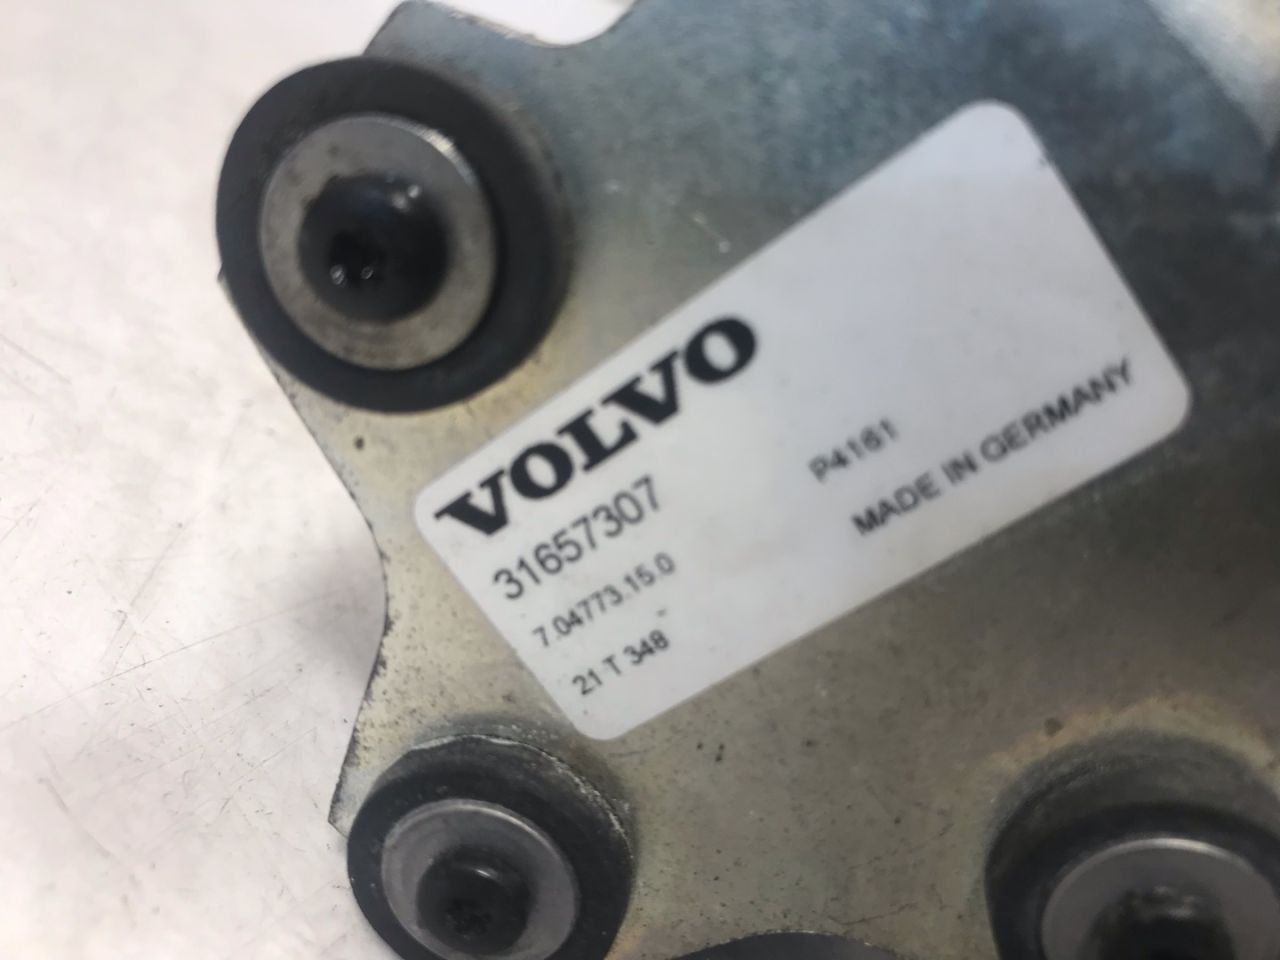 VOLVO
31657307
7.04773.15.0
-
21 T 348
P4161
MADE IN GERMANY